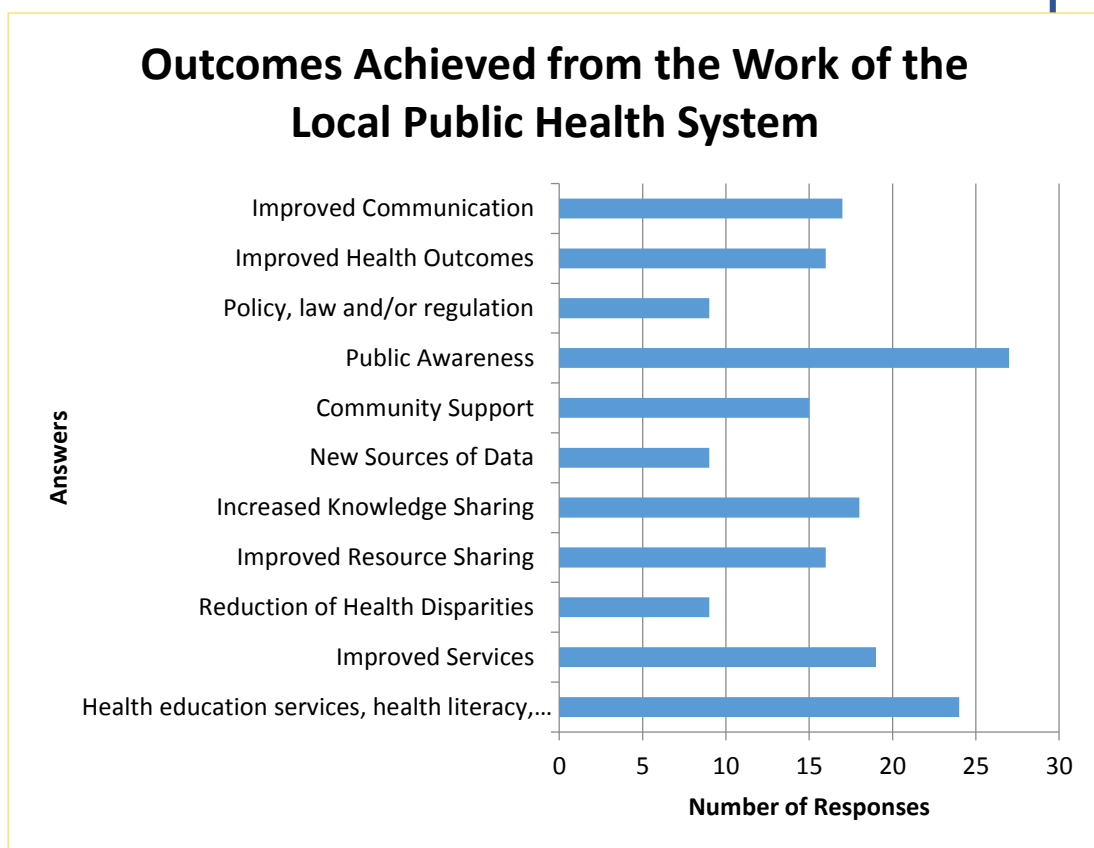 Outcomes Achieved from the Work of the
Local Public Health System
Improved Communication
Improved Health Outcomes
Policy, law and/or regulation
Public Awareness
Community Support
New Sources of Data
Increased Knowledge Sharing
Improved Resource Sharing
Reduction of Health Disparities
Improved Services
Health education services, health literacy,...
Answers
0 5 10 15 20 25 30
Number of Responses